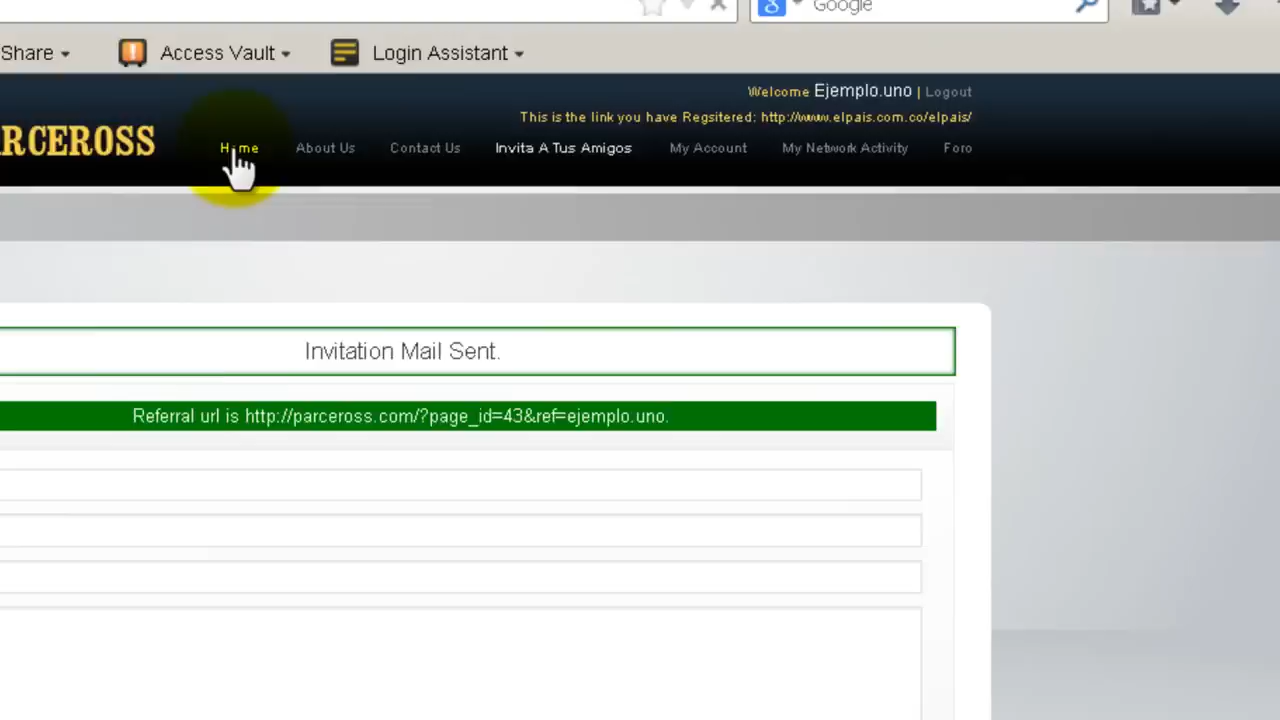 Google
Share Access Vault Login Assistant
Welcome Ejemplo.uno | Logout
This is the link you have Regsitered: http://www.elpais.com.co/elpais/
RCEROSS Home About Us Contact Us Invita A Tus Amigos My Account My Network Activity Foro
Invitation Mail Sent.
Referral url is http://parceross.com/?page_id=43&ref=ejemplo.uno.